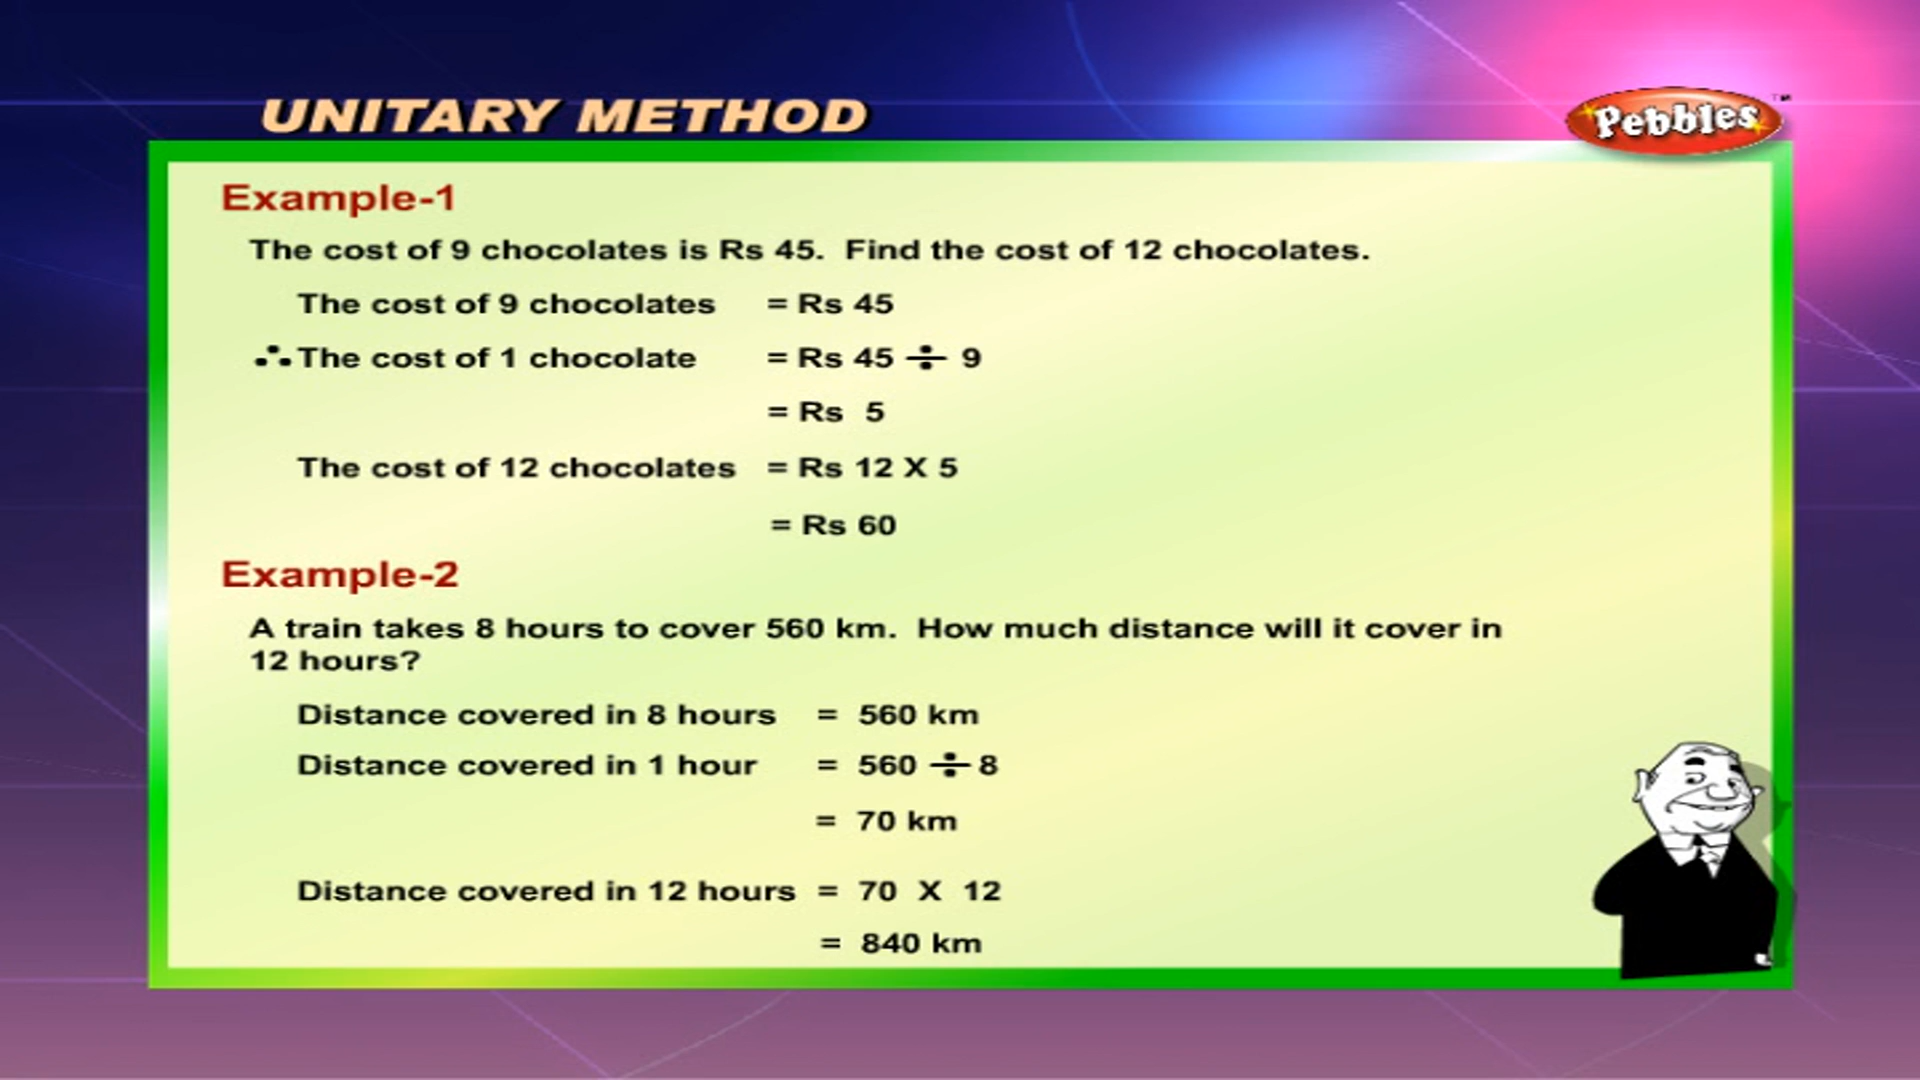 UNITARY METHOD
Pebbles™
Example-1
The cost of 9 chocolates is Rs 45. Find the cost of 12 chocolates.
The cost of 9 chocolates = Rs 45
∴ The cost of 1 chocolate = Rs 45 ÷ 9
= Rs 5
The cost of 12 chocolates = Rs 12 X 5
= Rs 60
Example-2
A train takes 8 hours to cover 560 km. How much distance will it cover in
12 hours?
Distance covered in 8 hours = 560 km
Distance covered in 1 hour = 560 ÷ 8
= 70 km
Distance covered in 12 hours = 70 X 12
= 840 km